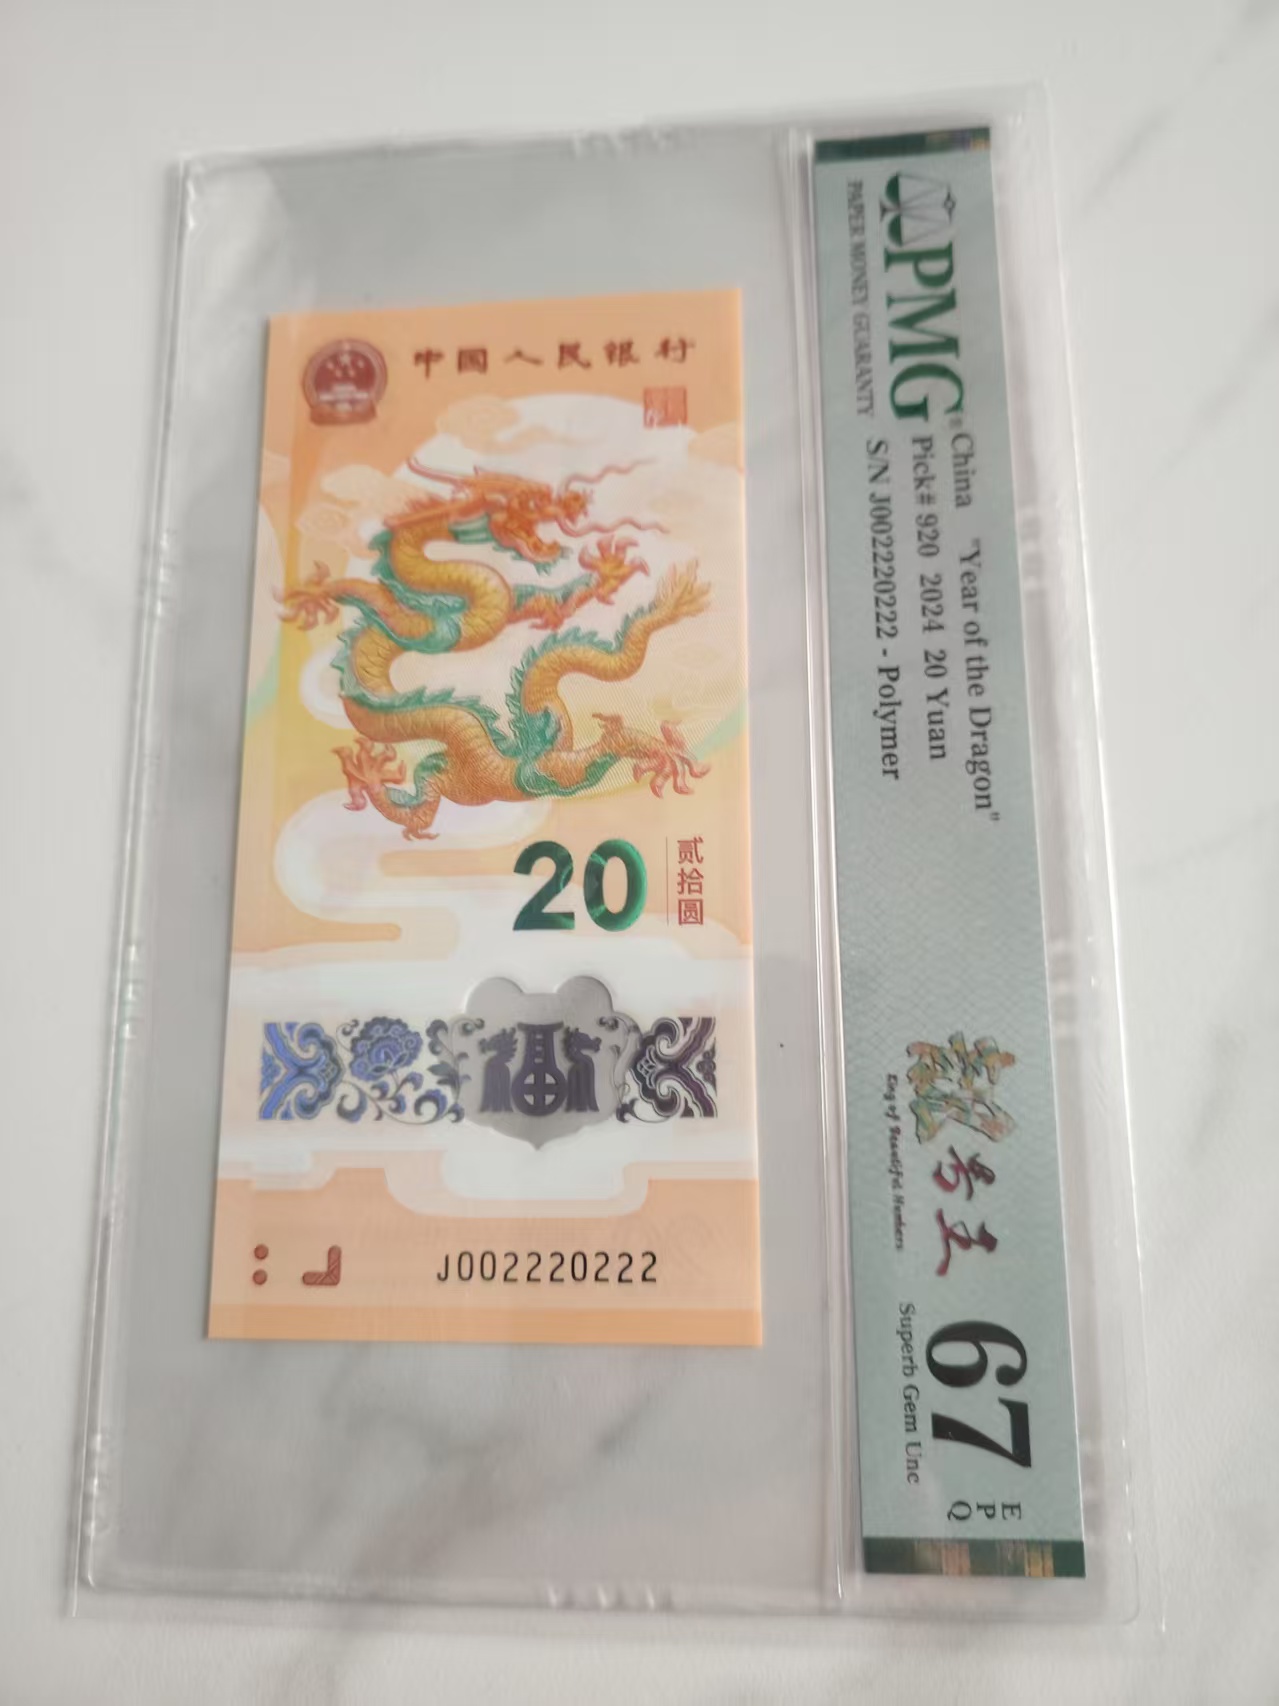 中国人民银行
20
贰拾圆
J002220222
PMG®
PAPER MONEY GUARANTY
China "Year of the Dragon"
Pick# 920 2024 20 Yuan
S/N J002220222 - Polymer
King of Beautiful Numbers
67
EPQ
Superb Gem Unc